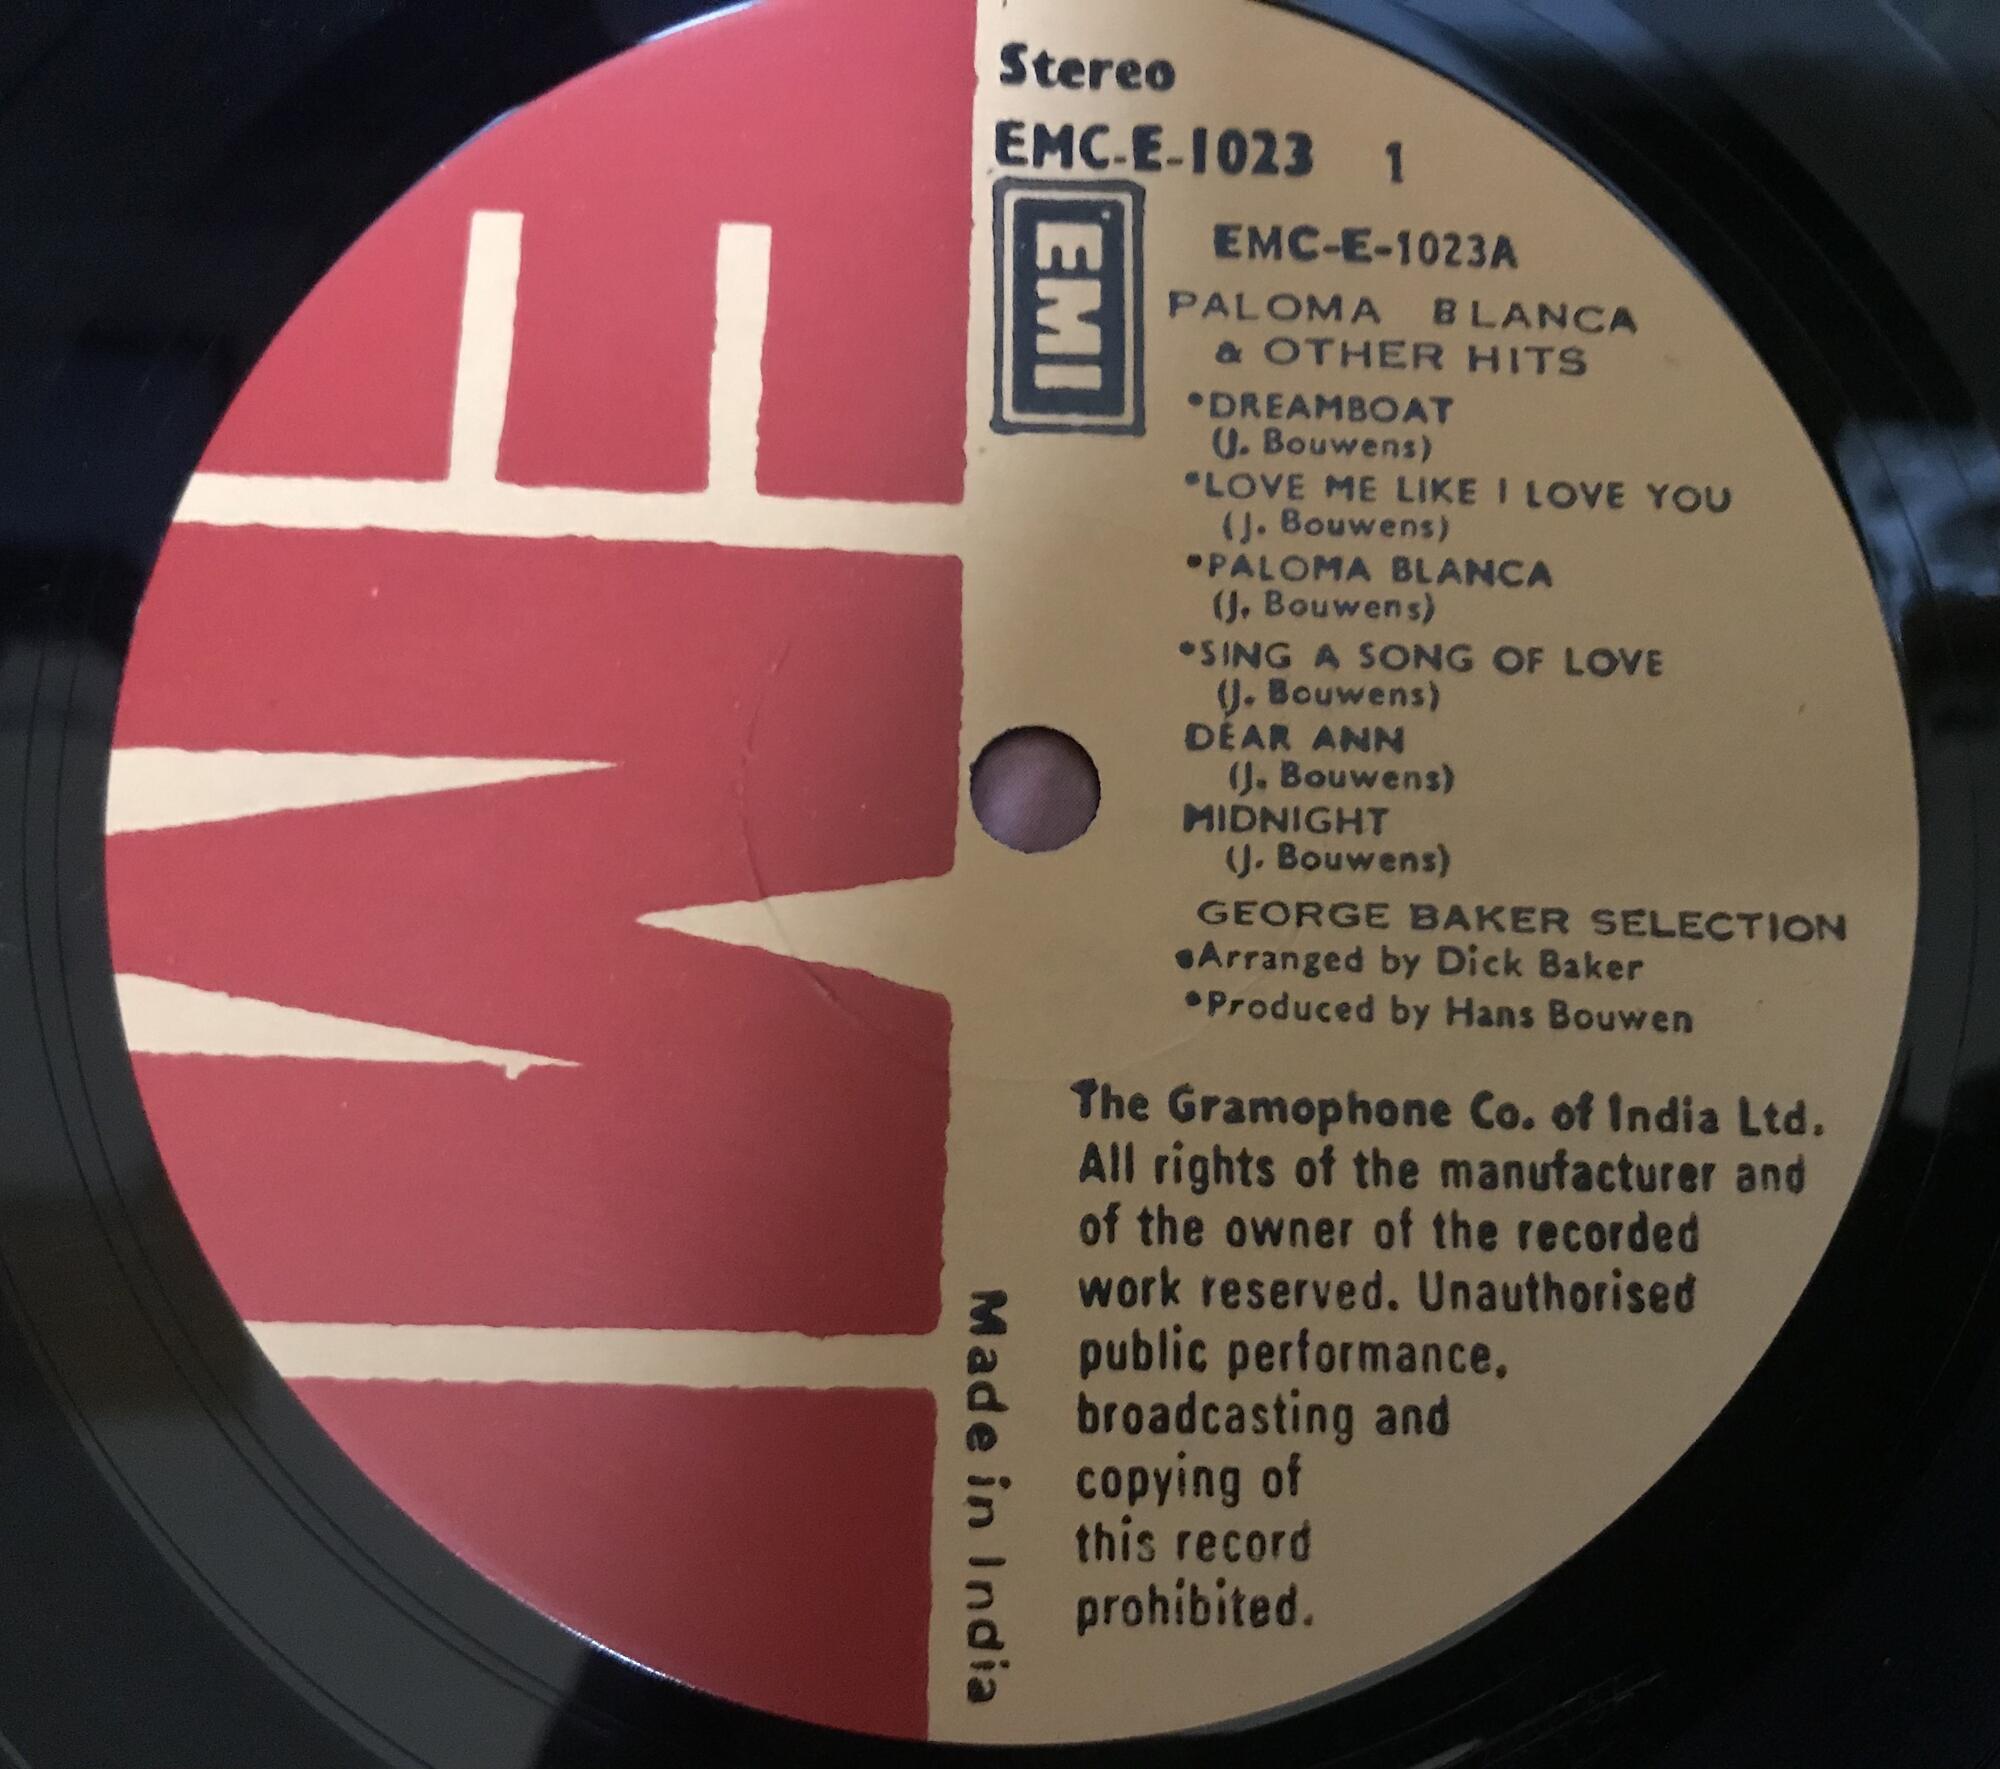 Stereo
EMC-E-1023 1
EMI
EMC-E-1023A
PALOMA BLANCA
& OTHER HITS
•DREAMBOAT
(J. Bouwens)
•LOVE ME LIKE I LOVE YOU
(J. Bouwens)
•PALOMA BLANCA
(J. Bouwens)
•SING A SONG OF LOVE
(J. Bouwens)
DEAR ANN
(J. Bouwens)
MIDNIGHT
(J. Bouwens)
GEORGE BAKER SELECTION
•Arranged by Dick Baker
•Produced by Hans Bouwen
The Gramophone Co. of India Ltd.
All rights of the manufacturer and
of the owner of the recorded
work reserved. Unauthorised
public performance,
broadcasting and
copying of
this record
prohibited.
Made in India
EMI